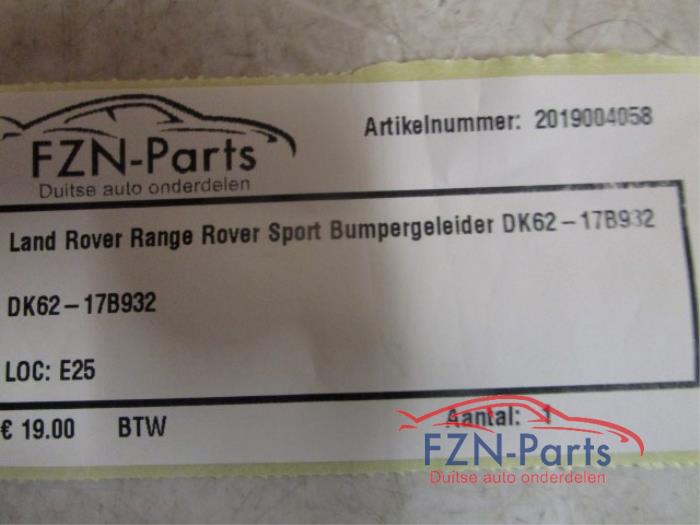 FZN-Parts
Duitse auto onderdelen
Artikelnummer: 2019004058
Land Rover Range Rover Sport Bumpergeleider DK62-17B932
DK62-17B932
LOC: E25
€ 19.00 BTW Aantal: 1
FZN-Parts
Duitse auto onderdelen